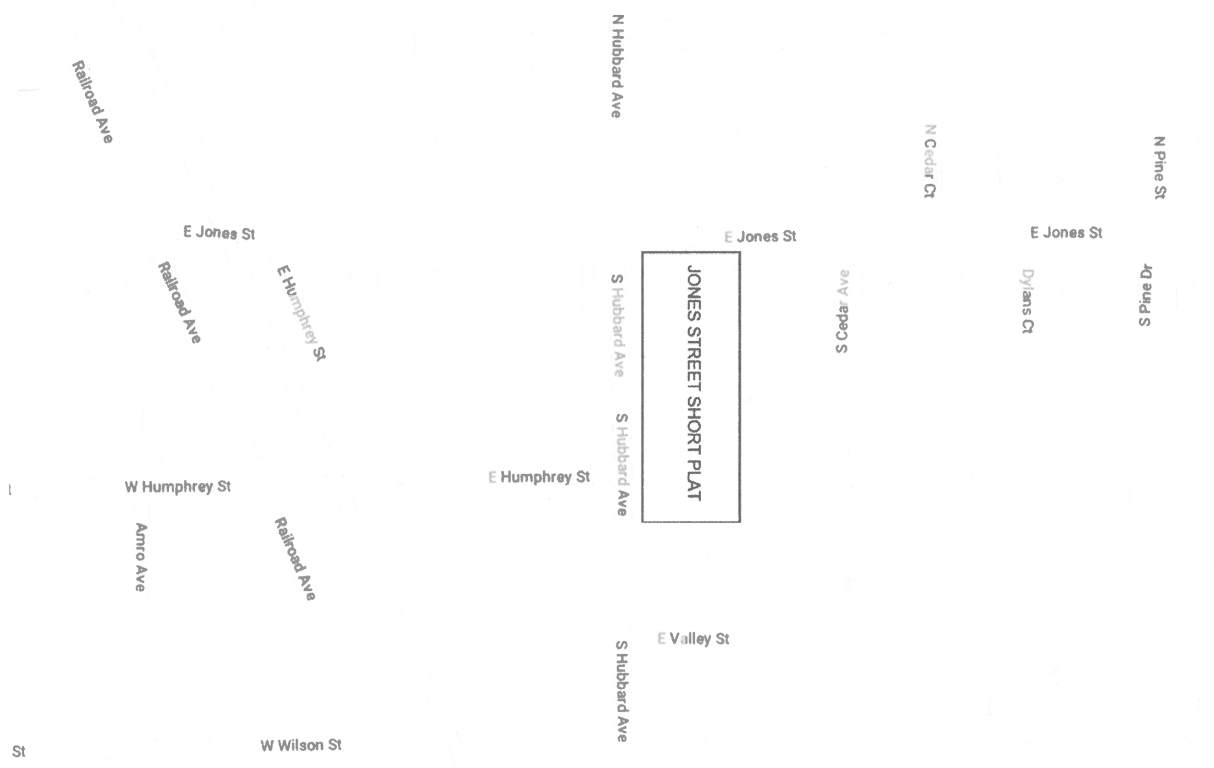 N Hubbard Ave
Railroad Ave
N Cedar Ct
N Pine St
E Jones St
E Jones St
E Jones St
Railroad Ave
E Humphrey St
S Hubbard Ave
JONES STREET SHORT PLAT
S Cedar Ave
Dylans Ct
S Pine Dr
S Hubbard Ave
E Humphrey St
W Humphrey St
Amro Ave
Railroad Ave
E Valley St
S Hubbard Ave
W Wilson St
St